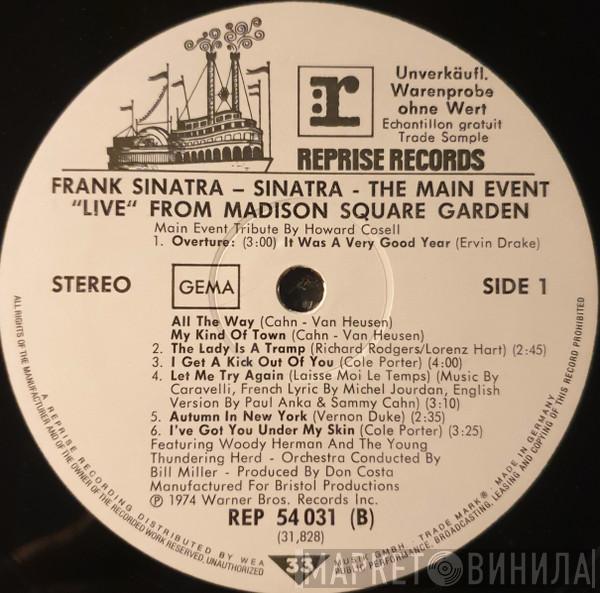 Unverkäufl.
Warenprobe
ohne Wert
Echantillon gratuit
Trade Sample
r
REPRISE RECORDS
FRANK SINATRA – SINATRA - THE MAIN EVENT
"LIVE" FROM MADISON SQUARE GARDEN
Main Event Tribute By Howard Cosell
1. Overture: (3:00) It Was A Very Good Year (Ervin Drake)
STEREO
GEMA
SIDE 1
All The Way (Cahn - Van Heusen)
My Kind Of Town (Cahn - Van Heusen)
2. The Lady Is A Tramp (Richard Rodgers/Lorenz Hart) (2:45)
3. I Get A Kick Out Of You (Cole Porter) (4:00)
4. Let Me Try Again (Laisse Moi Le Temps) (Music By
Caravelli, French Lyric By Michel Jourdan, English
Version By Paul Anka & Sammy Cahn) (3:10)
5. Autumn In New York (Vernon Duke) (2:35)
6. I've Got You Under My Skin (Cole Porter) (3:25)
Featuring Woody Herman And The Young
Thundering Herd - Orchestra Conducted By
Bill Miller - Produced By Don Costa
Manufactured For Bristol Productions
℗ 1974 Warner Bros. Records Inc.
REP 54 031 (B)
(31,828)
33
A REPRISE RECORDING DISTRIBUTED BY WEA MUSIK GMBH · TRADE MARK ® · MADE IN GERMANY
ALL RIGHTS OF THE MANUFACTURER AND OF THE OWNER OF THE RECORDED WORK RESERVED, UNAUTHORIZED PUBLIC PERFORMANCE, BROADCASTING, LEASING AND COPYING OF THIS RECORD PROHIBITED
МАРКЕТ ВИНИЛА